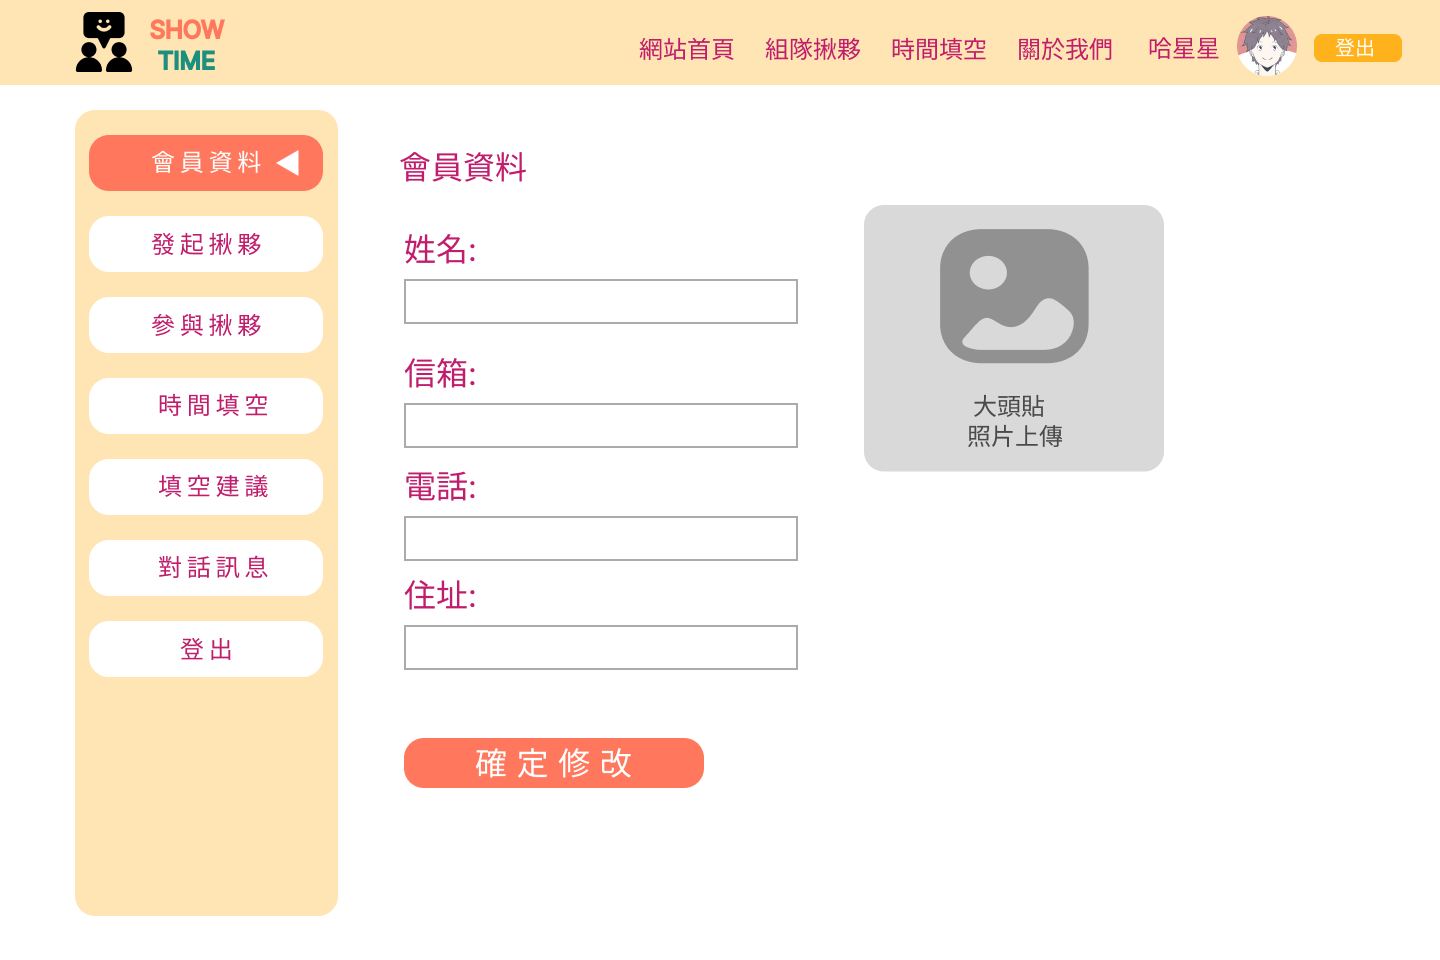 SHOW
TIME
網站首頁 組隊揪夥 時間填空 關於我們 哈星星 登出
會員資料
發起揪夥
參與揪夥
時間填空
填空建議
對話訊息
登出
會員資料
姓名:
信箱:
電話:
住址:
確定修改
大頭貼
照片上傳